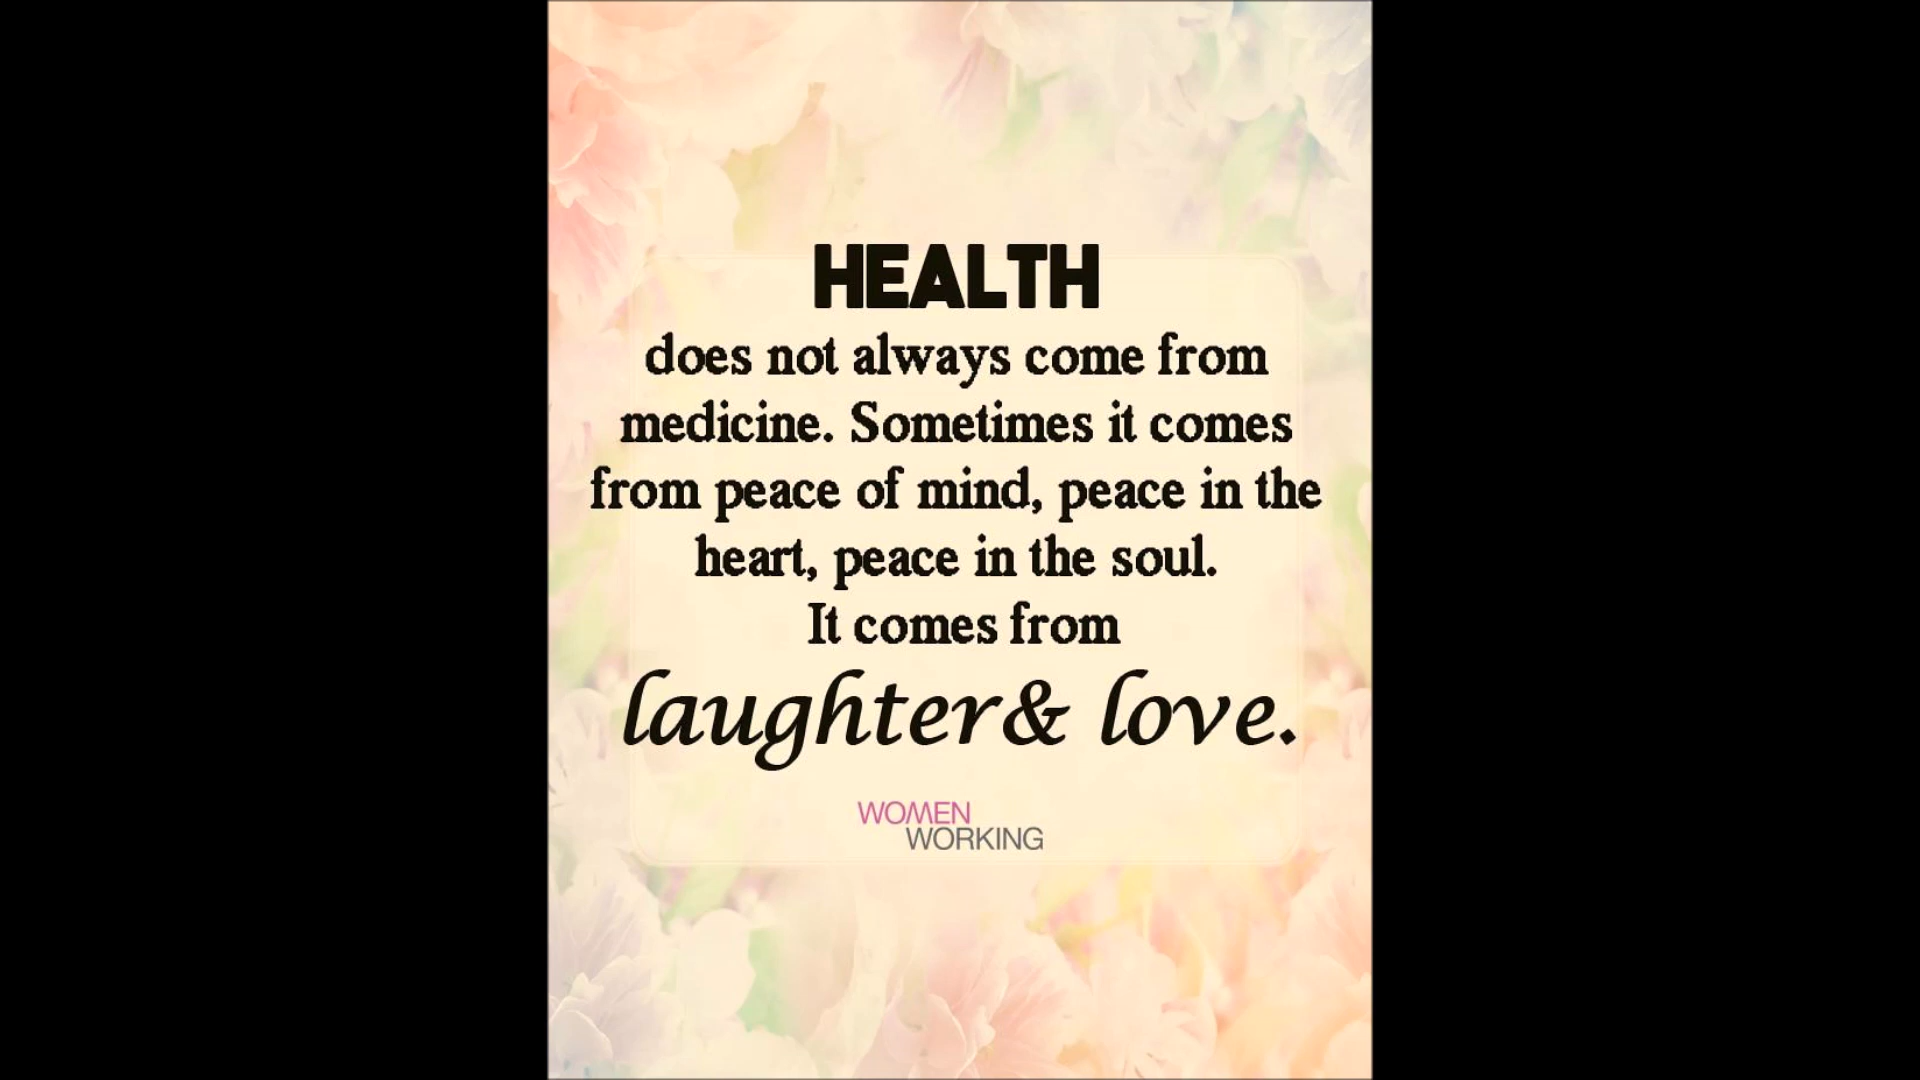 HEALTH
does not always come from
medicine. Sometimes it comes
from peace of mind, peace in the
heart, peace in the soul.
It comes from
laughter& love.
WOMEN
WORKING